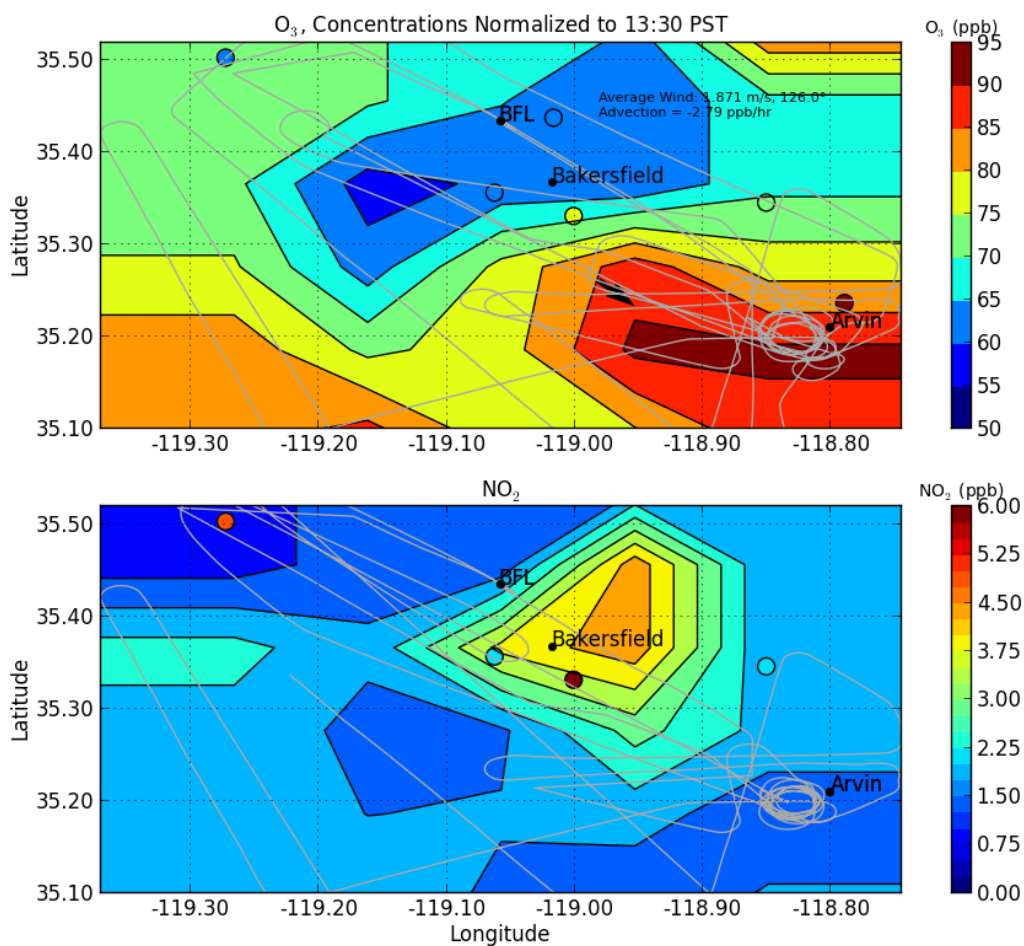 O₃, Concentrations Normalized to 13:30 PST
O₃ (ppb)
35.50
35.40
35.30
35.20
35.10
Latitude
Average Wind: 1.871 m/s, 126.0°
Advection = -2.79 ppb/hr
BFL
Bakersfield
Arvin
-119.30
-119.20
-119.10
-119.00
-118.90
-118.80
95
90
85
80
75
70
65
60
55
50
NO₂
NO₂ (ppb)
35.50
35.40
35.30
35.20
35.10
Latitude
BFL
Bakersfield
Arvin
-119.30
-119.20
-119.10
-119.00
-118.90
-118.80
Longitude
6.00
5.25
4.50
3.75
3.00
2.25
1.50
0.75
0.00